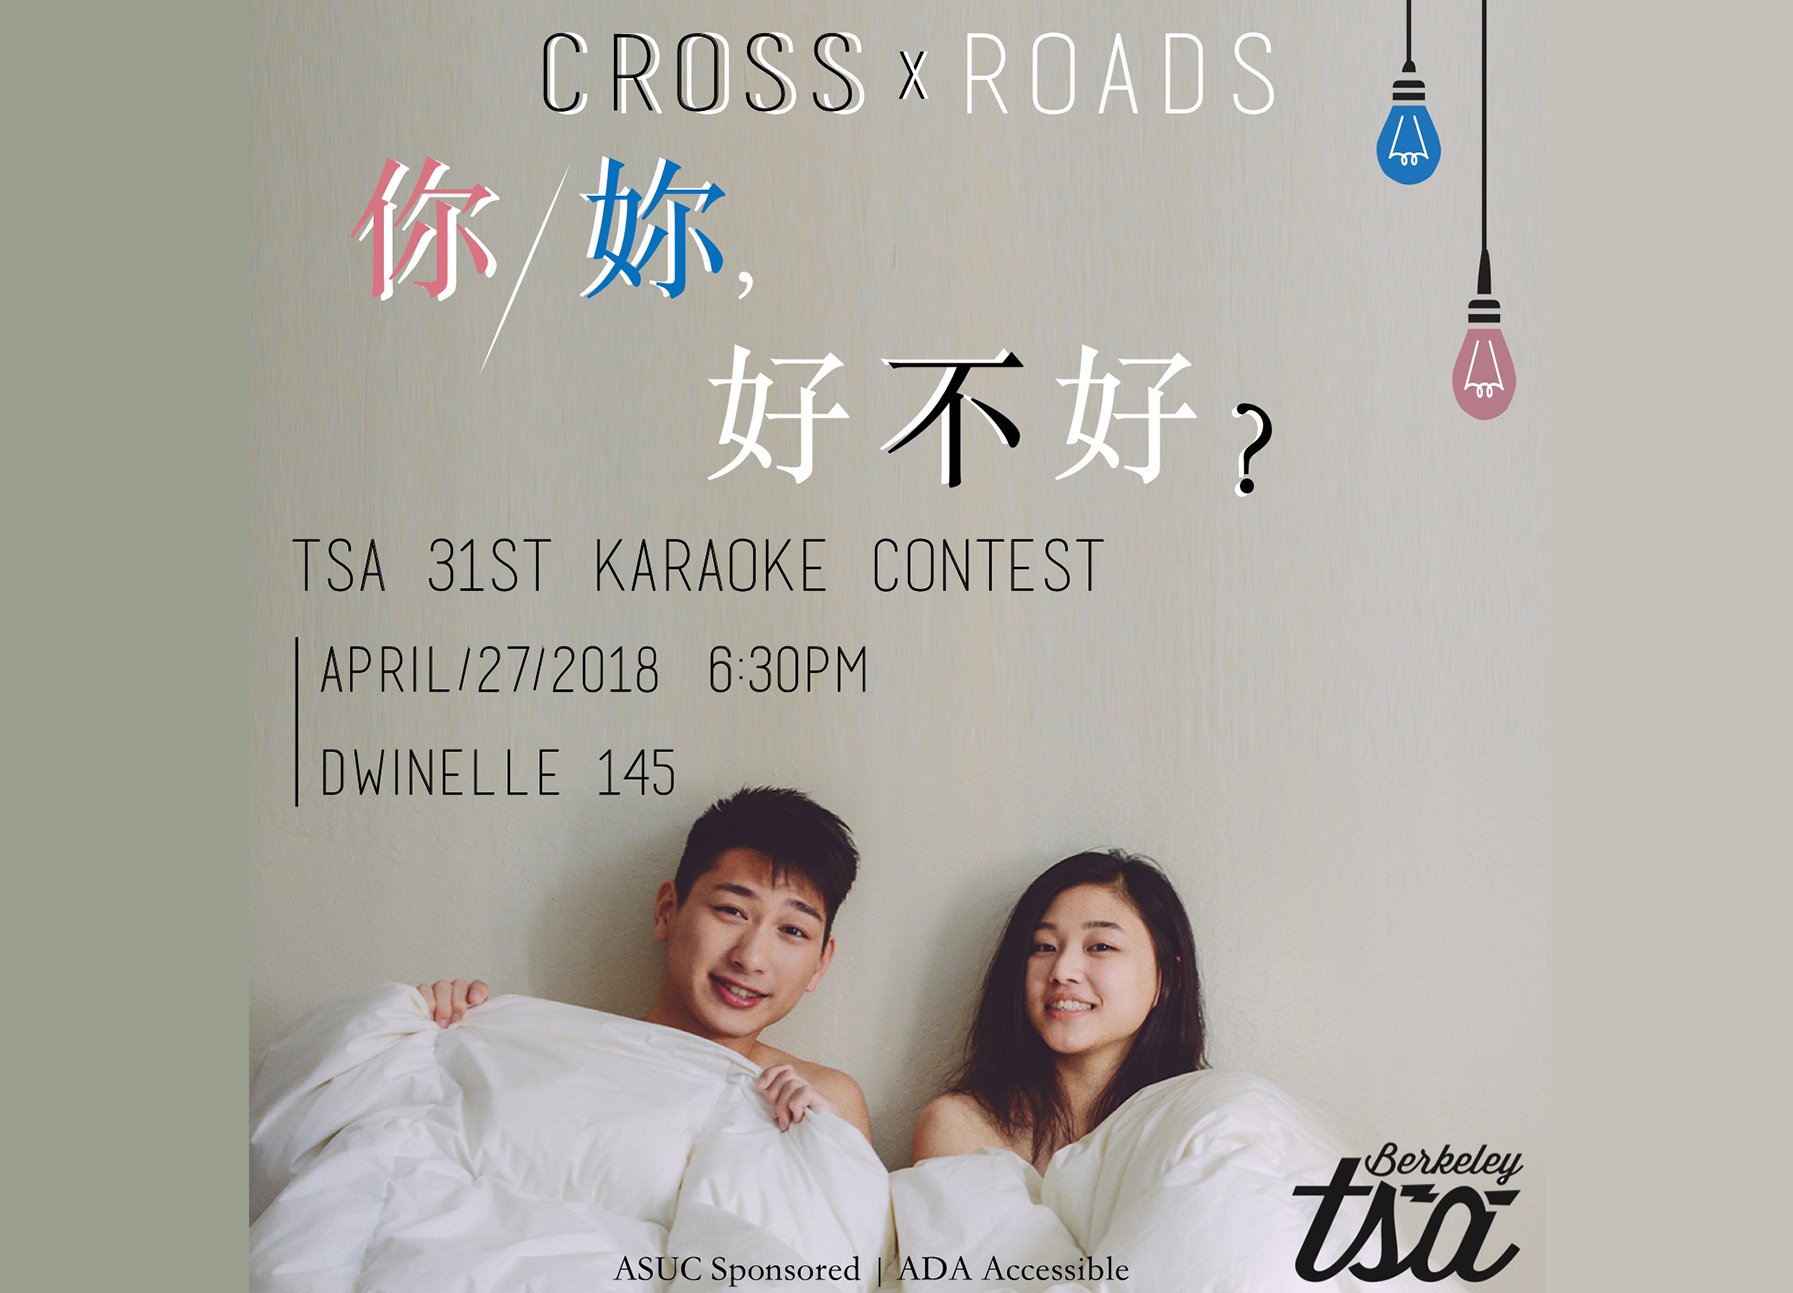 CROSS x ROADS
你/妳,
好不好?
TSA 31ST KARAOKE CONTEST
APRIL/27/2018 6:30PM
DWINELLE 145
Berkeley
tsa
ASUC Sponsored | ADA Accessible